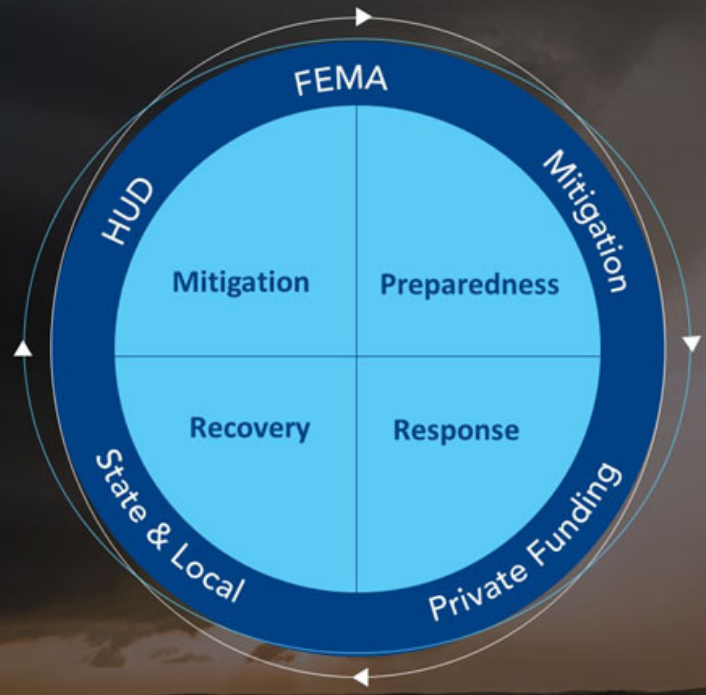 FEMA
HUD
Mitigation
Mitigation
Preparedness
Recovery
Response
State & Local
Private Funding